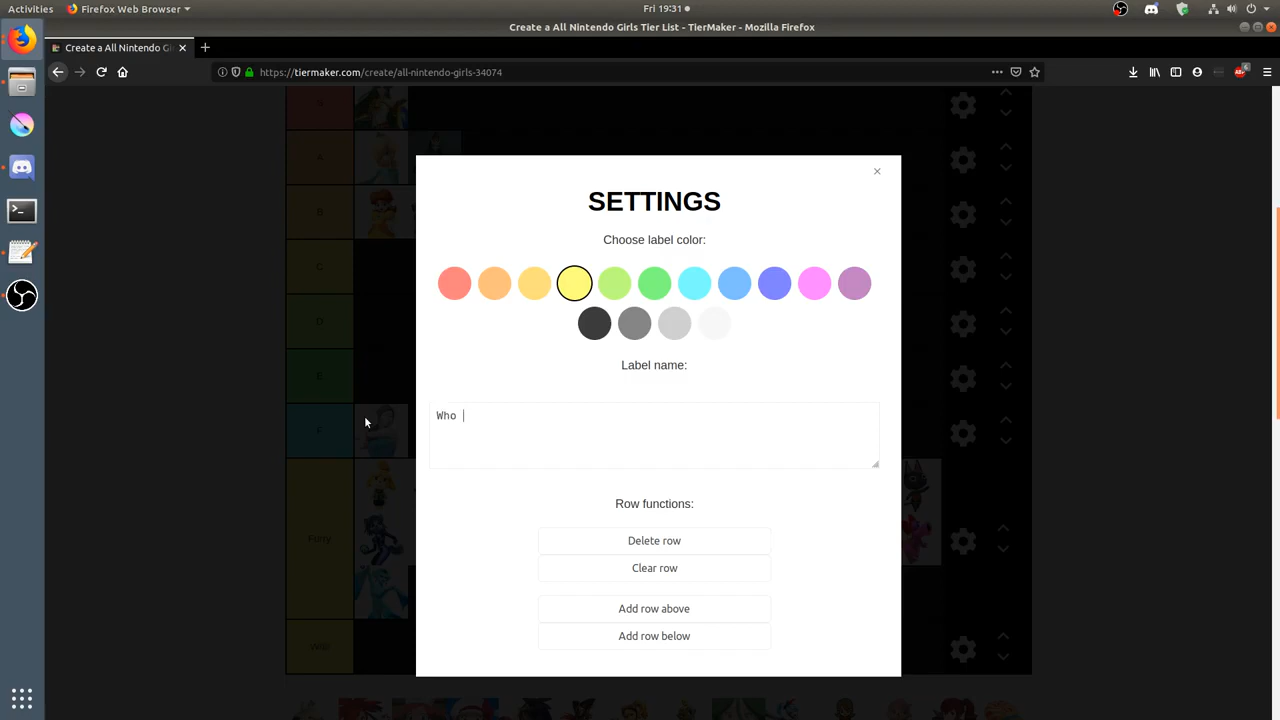 Activities Firefox Web Browser Fri 19:31
Create a All Nintendo Girls Tier List - TierMaker - Mozilla Firefox
Create a All Nintendo Gi
https://tiermaker.com/create/all-nintendo-girls-34074
SETTINGS
Choose label color:
B
C
D
E
F
Label name:
Who
Row functions:
Delete row
Furry
Clear row
Add row above
Add row below